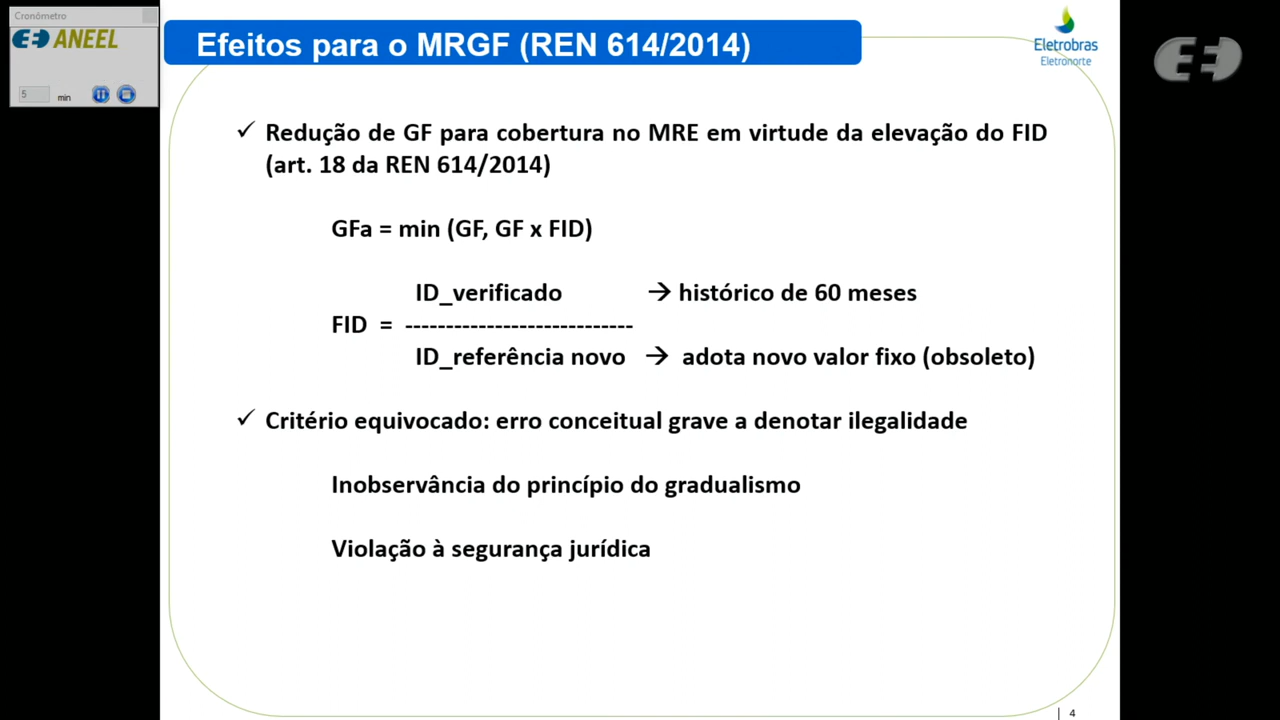 Cronômetro
ANEEL
5 min
Efeitos para o MRGF (REN 614/2014)
Eletrobras
Eletronorte
✓ Redução de GF para cobertura no MRE em virtude da elevação do FID
(art. 18 da REN 614/2014)
GFa = min (GF, GF x FID)
ID_verificado → histórico de 60 meses
FID = ----------------------------
ID_referência novo → adota novo valor fixo (obsoleto)
✓ Critério equivocado: erro conceitual grave a denotar ilegalidade
Inobservância do princípio do gradualismo
Violação à segurança jurídica
| 4